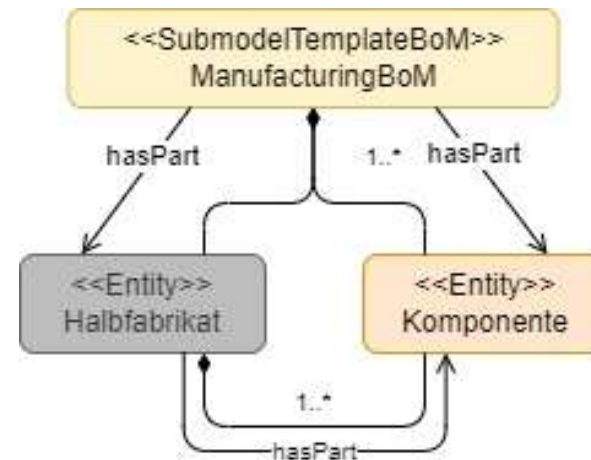 <<SubmodelTemplateBoM>>
ManufacturingBoM
hasPart
1..*
hasPart
<<Entity>>
Halbfabrikat
<<Entity>>
Komponente
1..*
hasPart